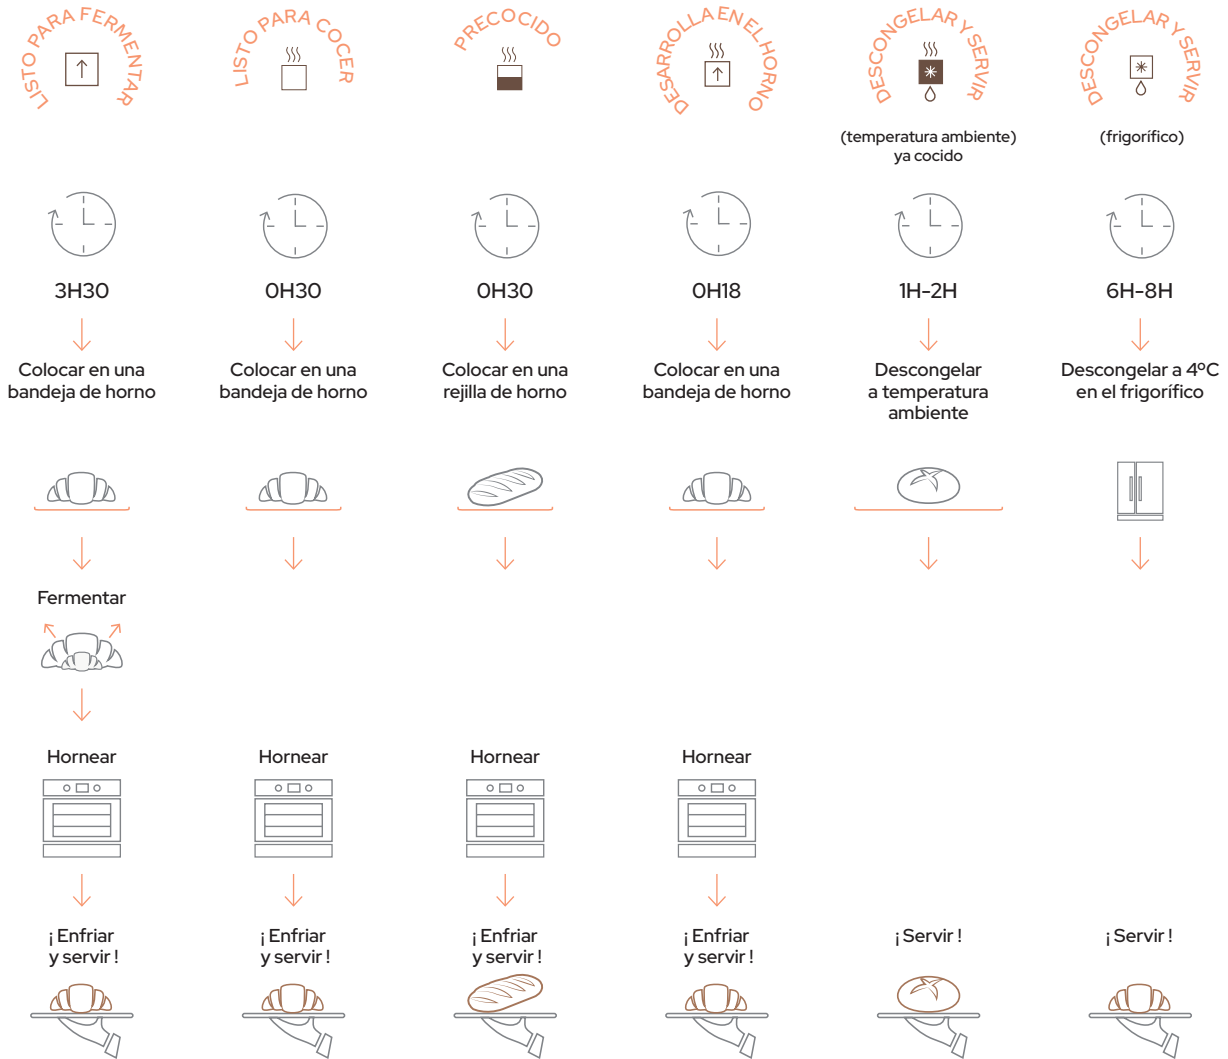 LISTO PARA FERMENTAR
LISTO PARA COCER
PRECOCIDO
DESARROLLA EN EL HORNO
DESCONGELAR Y SERVIR
DESCONGELAR Y SERVIR
(temperatura ambiente)
ya cocido
(frigorífico)
3H30
0H30
0H30
0H18
1H-2H
6H-8H
Colocar en una
bandeja de horno
Colocar en una
bandeja de horno
Colocar en una
rejilla de horno
Colocar en una
bandeja de horno
Descongelar
a temperatura
ambiente
Descongelar a 4ºC
en el frigorífico
Fermentar
Hornear
Hornear
Hornear
Hornear
¡ Enfriar
y servir !
¡ Enfriar
y servir !
¡ Enfriar
y servir !
¡ Enfriar
y servir !
¡ Servir !
¡ Servir !